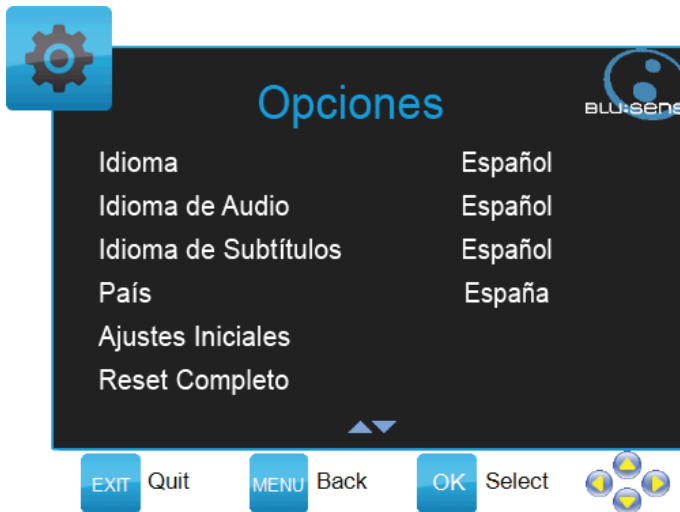 Opciones
BLU:sens
Idioma Español
Idioma de Audio Español
Idioma de Subtítulos Español
País España
Ajustes Iniciales
Reset Completo
EXIT Quit MENU Back OK Select